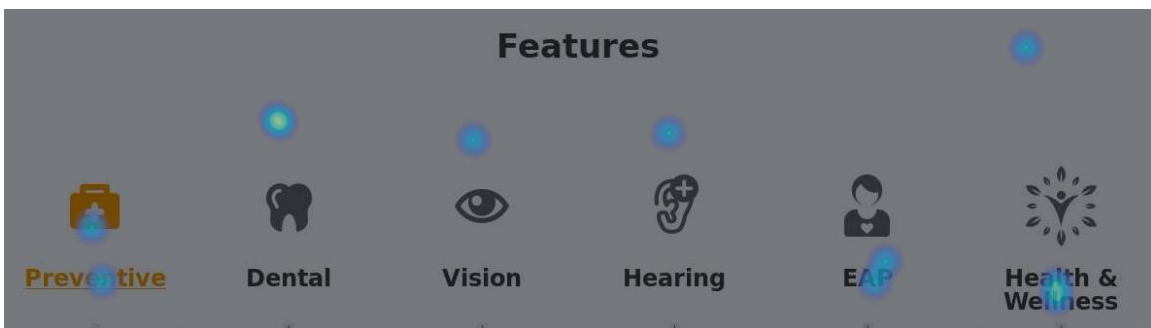 Features
Preventive
Dental
Vision
Hearing
EAP
Health &
Wellness